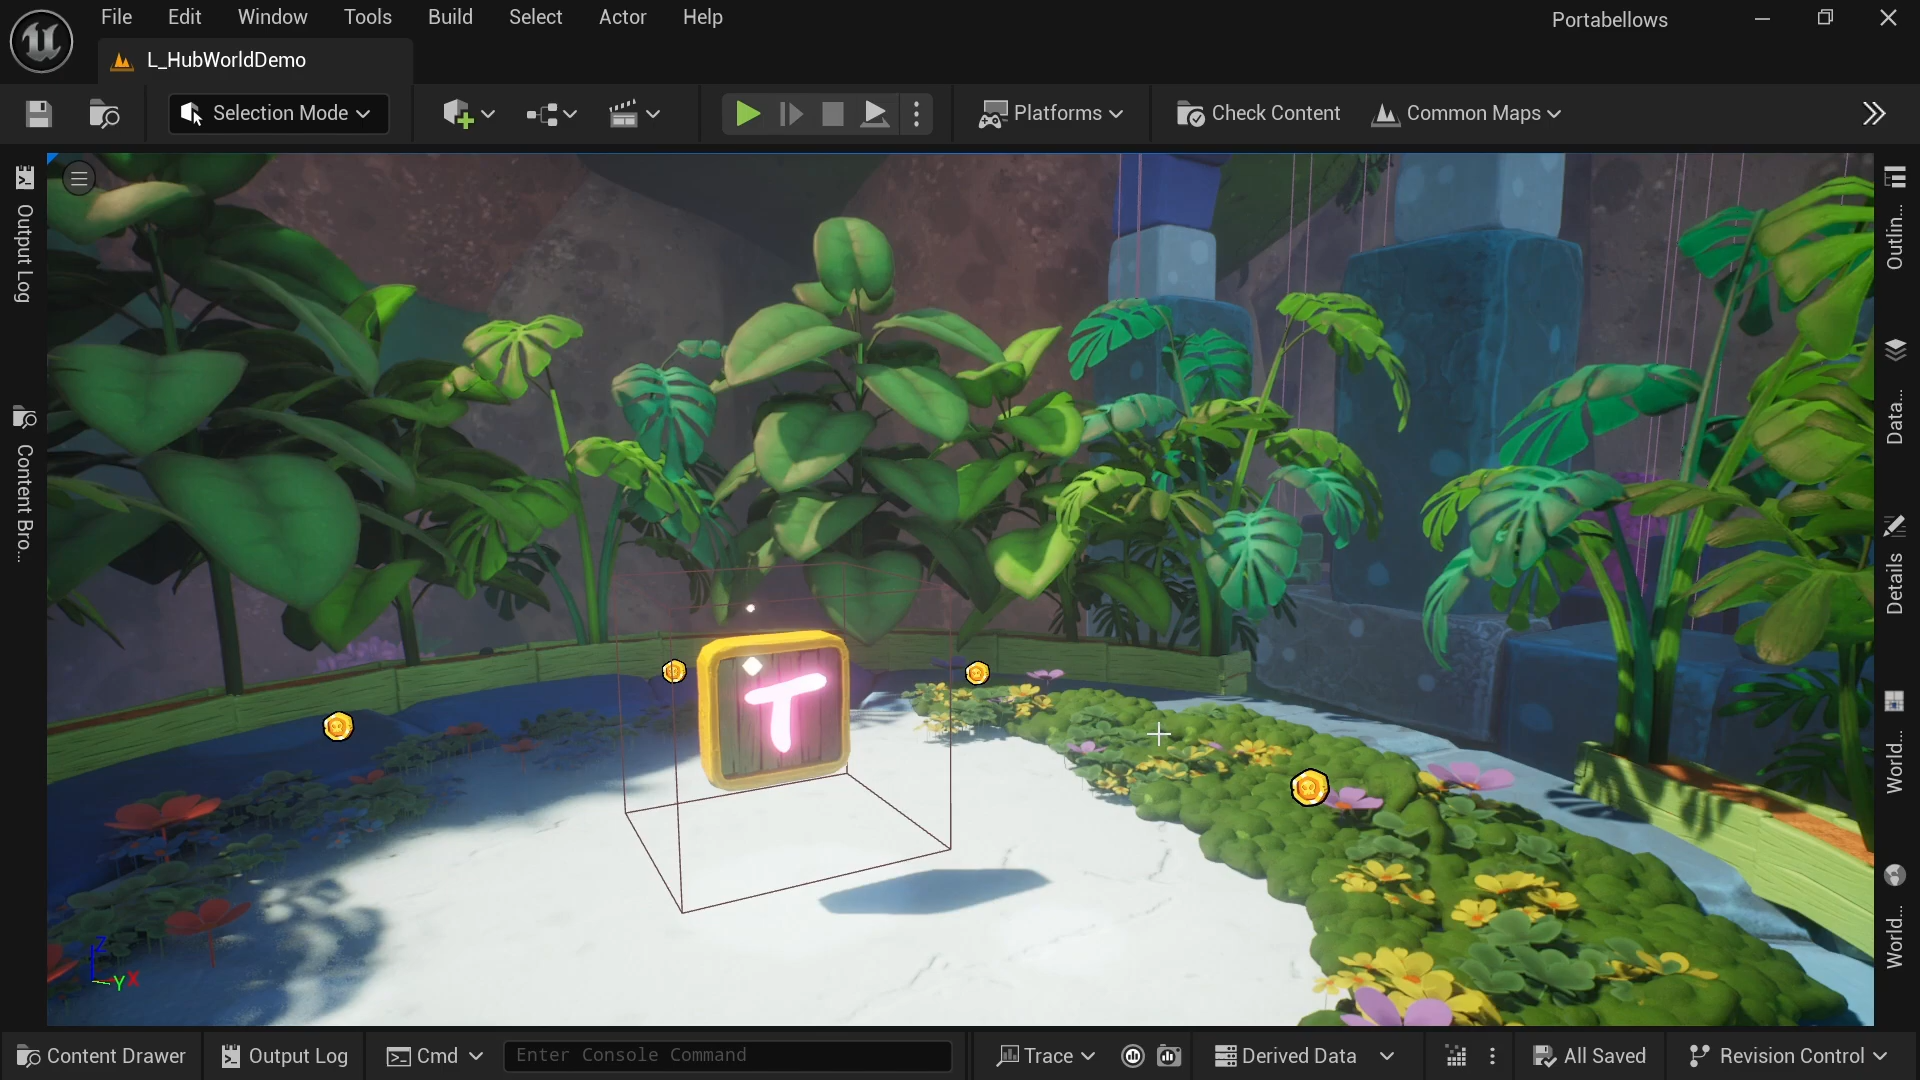 File Edit Window Tools Build Select Actor Help
Portabellows
L_HubWorldDemo
Selection Mode
Platforms
Check Content
Common Maps
Output Log
Content Bro...
Outlin...
Data...
Details
World...
World...
T
Z
Y X
Content Drawer
Output Log
Cmd
Enter Console Command
Trace
Derived Data
All Saved
Revision Control